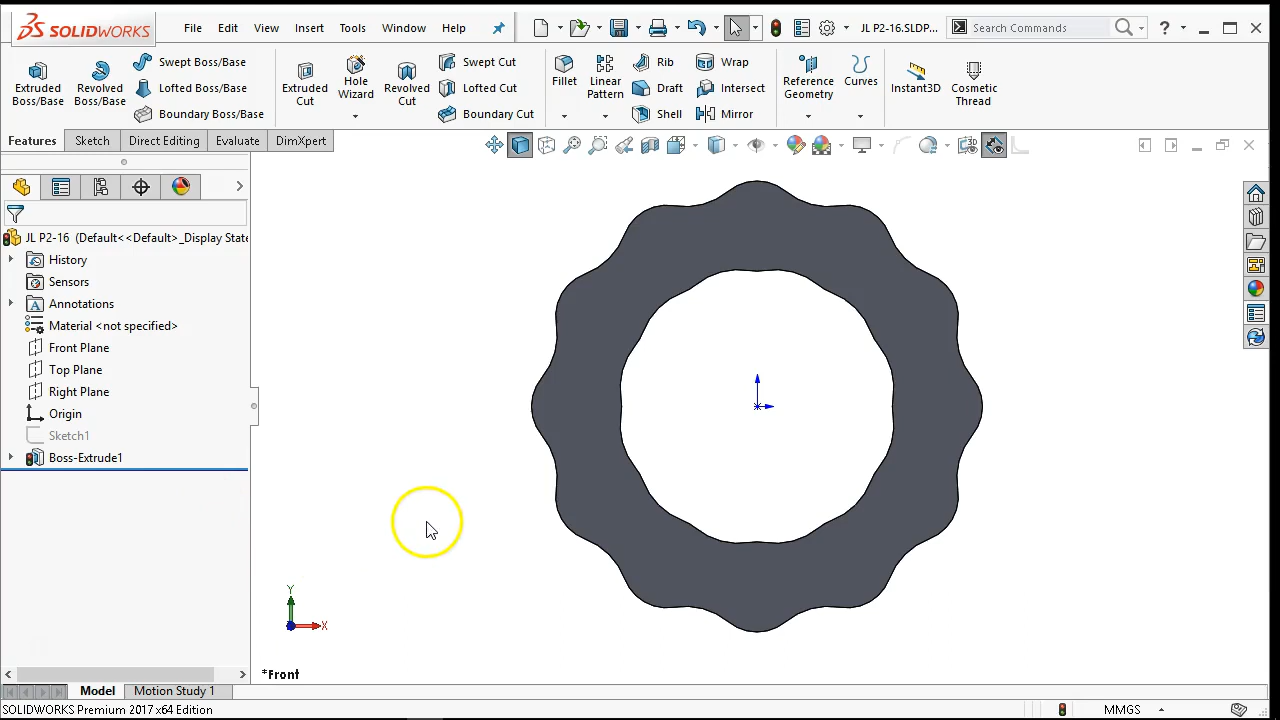 SOLIDWORKS
File Edit View Insert Tools Window Help
JL P2-16.SLDP...
Search Commands
Extruded Boss/Base
Revolved Boss/Base
Swept Boss/Base
Lofted Boss/Base
Boundary Boss/Base
Extruded Cut
Hole Wizard
Revolved Cut
Swept Cut
Lofted Cut
Boundary Cut
Fillet
Linear Pattern
Rib
Draft
Shell
Wrap
Intersect
Mirror
Reference Geometry
Curves
Instant3D
Cosmetic Thread
Features Sketch Direct Editing Evaluate DimXpert
JL P2-16 (Default<<Default>_Display State
History
Sensors
Annotations
Material <not specified>
Front Plane
Top Plane
Right Plane
Origin
Sketch1
Boss-Extrude1
Y
X
*Front
Model Motion Study 1
SOLIDWORKS Premium 2017 x64 Edition
MMGS